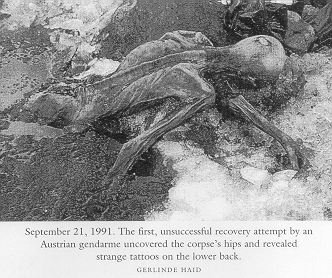 September 21, 1991. The first, unsuccessful recovery attempt by an
Austrian gendarme uncovered the corpse's hips and revealed
strange tattoos on the lower back.
GERLINDE HAID